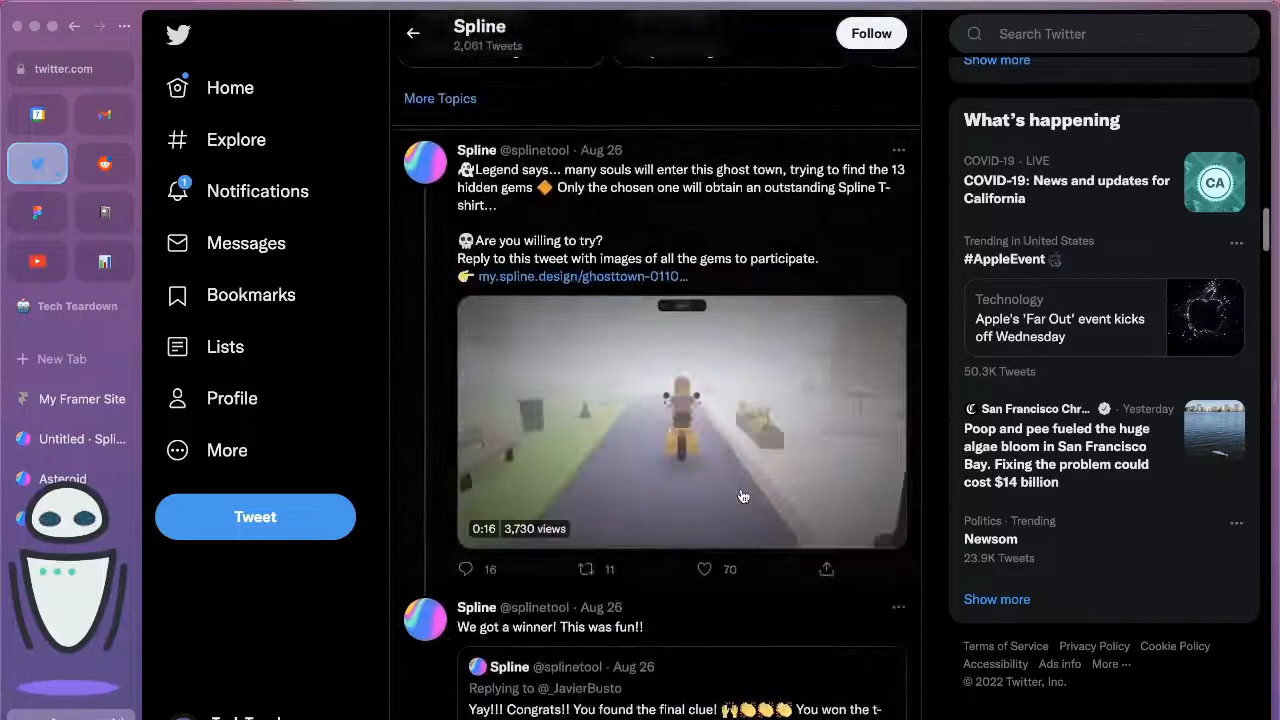 twitter.com
Tech Teardown
New Tab
My Framer Site
Untitled · Spli...
Asteroid
Home
Explore
1
Notifications
Messages
Bookmarks
Lists
Profile
More
Tweet
Spline
2,061 Tweets
Follow
More Topics
Spline @splinetool · Aug 26
👻Legend says... many souls will enter this ghost town, trying to find the 13
hidden gems 🔶 Only the chosen one will obtain an outstanding Spline T-
shirt...
💀Are you willing to try?
Reply to this tweet with images of all the gems to participate.
👉 my.spline.design/ghosttown-0110...
0:16 3,730 views
16 11 70
Spline @splinetool · Aug 26
We got a winner! This was fun!!
Spline @splinetool · Aug 26
Replying to @_JavierBusto
Yay!!! Congrats!! You found the final clue! 🙌👏👏👏 You won the t-
Search Twitter
Show more
What's happening
COVID-19 · LIVE
COVID-19: News and updates for
California
CA
Trending in United States
#AppleEvent
Technology
Apple's 'Far Out' event kicks
off Wednesday
50.3K Tweets
San Francisco Chr... · Yesterday
Poop and pee fueled the huge
algae bloom in San Francisco
Bay. Fixing the problem could
cost $14 billion
Politics · Trending
Newsom
23.9K Tweets
Show more
Terms of Service Privacy Policy Cookie Policy
Accessibility Ads info More ···
© 2022 Twitter, Inc.